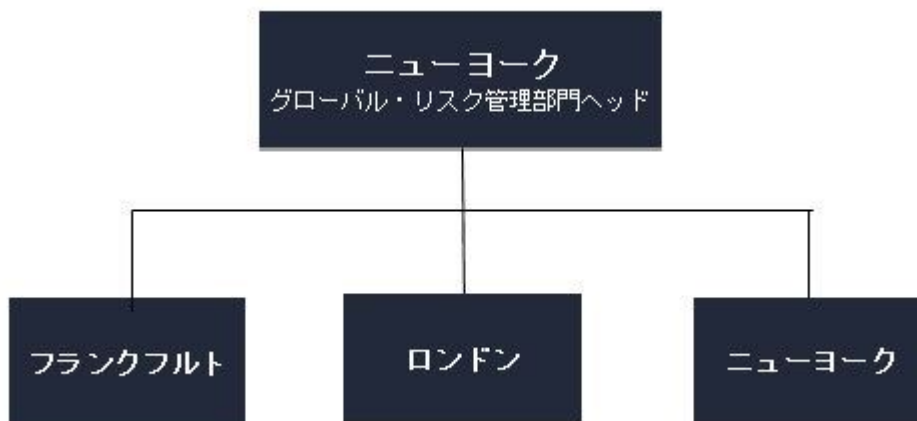 ニューヨーク
グローバル・リスク管理部門ヘッド
フランクフルト
ロンドン
ニューヨーク